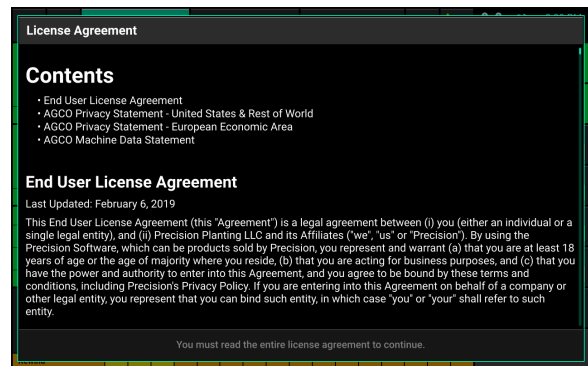 License Agreement
Contents
• End User License Agreement
• AGCO Privacy Statement - United States & Rest of World
• AGCO Privacy Statement - European Economic Area
• AGCO Machine Data Statement
End User License Agreement
Last Updated: February 6, 2019
This End User License Agreement (this "Agreement") is a legal agreement between (i) you (either an individual or a
single legal entity), and (ii) Precision Planting LLC and its Affiliates ("we", "us" or "Precision"). By using the
Precision Software, which can be products sold by Precision, you represent and warrant (a) that you are at least 18
years of age or the age of majority where you reside, (b) that you are acting for business purposes, and (c) that you
have the power and authority to enter into this Agreement, and you agree to be bound by these terms and
conditions, including Precision's Privacy Policy. If you are entering into this Agreement on behalf of a company or
other legal entity, you represent that you can bind such entity, in which case "you" or "your" shall refer to such
entity.
You must read the entire license agreement to continue.